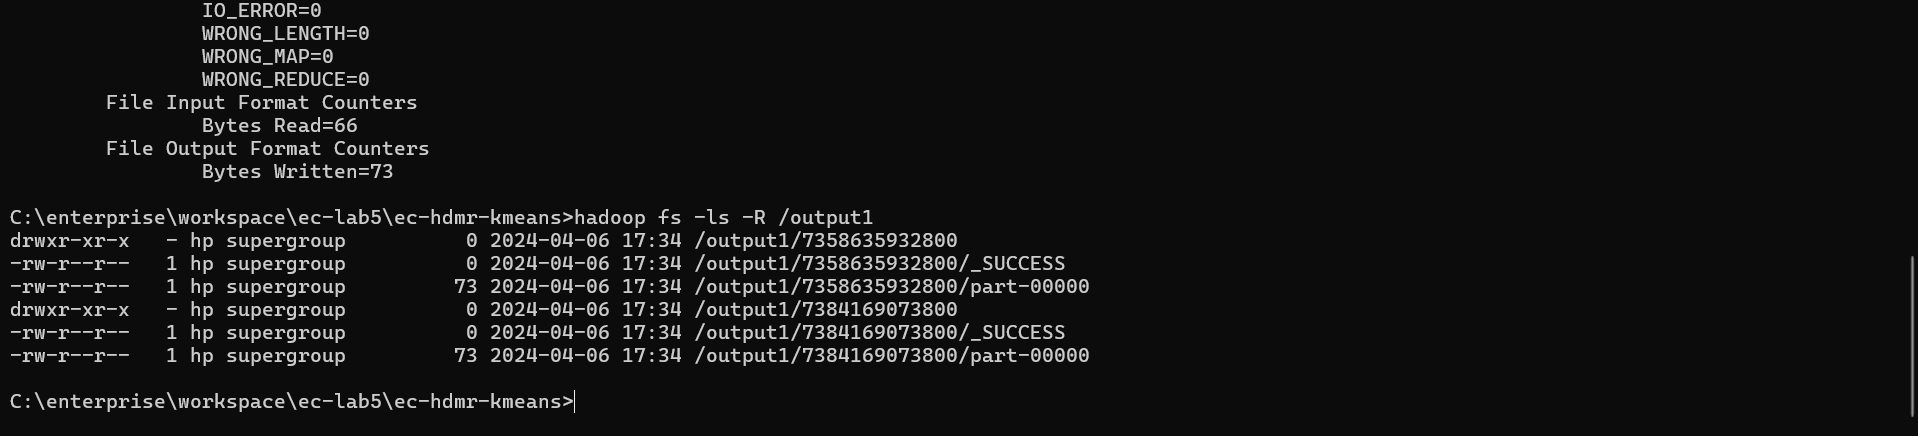 IO_ERROR=0
WRONG_LENGTH=0
WRONG_MAP=0
WRONG_REDUCE=0
File Input Format Counters
Bytes Read=66
File Output Format Counters
Bytes Written=73
C:\enterprise\workspace\ec-lab5\ec-hdmr-kmeans>hadoop fs -ls -R /output1
drwxr-xr-x   - hp supergroup          0 2024-04-06 17:34 /output1/7358635932800
-rw-r--r--   1 hp supergroup          0 2024-04-06 17:34 /output1/7358635932800/_SUCCESS
-rw-r--r--   1 hp supergroup         73 2024-04-06 17:34 /output1/7358635932800/part-00000
drwxr-xr-x   - hp supergroup          0 2024-04-06 17:34 /output1/7384169073800
-rw-r--r--   1 hp supergroup          0 2024-04-06 17:34 /output1/7384169073800/_SUCCESS
-rw-r--r--   1 hp supergroup         73 2024-04-06 17:34 /output1/7384169073800/part-00000
C:\enterprise\workspace\ec-lab5\ec-hdmr-kmeans>